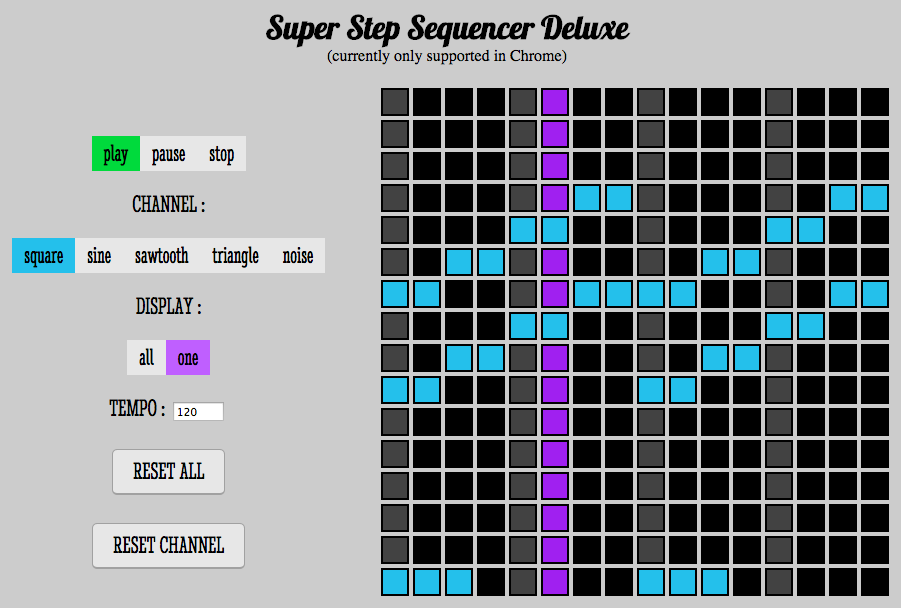 Super Step Sequencer Deluxe
(currently only supported in Chrome)
play pause stop
CHANNEL :
square sine sawtooth triangle noise
DISPLAY :
all one
TEMPO : 120
RESET ALL
RESET CHANNEL